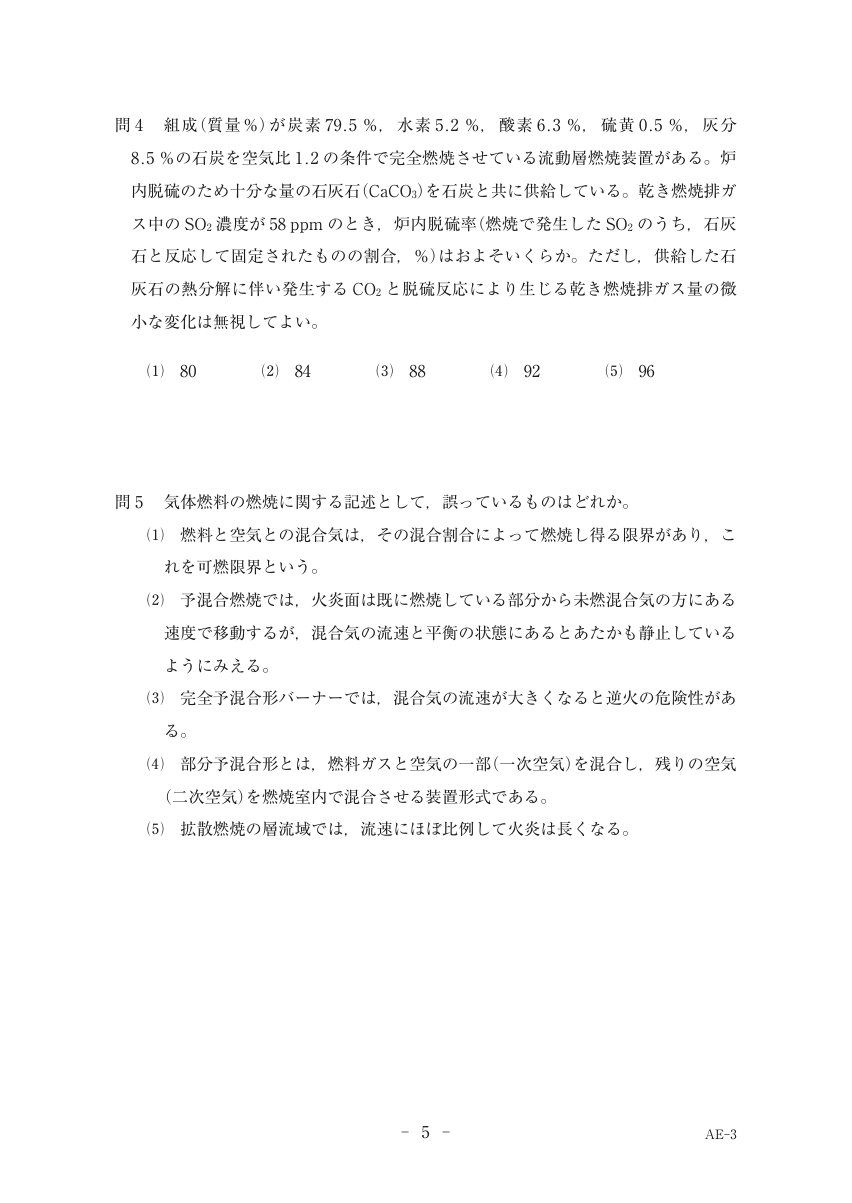 問4　組成(質量%)が炭素 79.5 %，水素 5.2 %，酸素 6.3 %，硫黄 0.5 %，灰分
8.5 %の石炭を空気比 1.2 の条件で完全燃焼させている流動層燃焼装置がある。炉
内脱硫のため十分な量の石灰石(CaCO₃)を石炭と共に供給している。乾き燃焼排ガ
ス中の SO₂ 濃度が 58 ppm のとき，炉内脱硫率(燃焼で発生した SO₂ のうち，石灰
石と反応して固定されたものの割合，%)はおよそいくらか。ただし，供給した石
灰石の熱分解に伴い発生する CO₂ と脱硫反応により生じる乾き燃焼排ガス量の微
小な変化は無視してよい。
(1)　80　(2)　84　(3)　88　(4)　92　(5)　96
問5　気体燃料の燃焼に関する記述として，誤っているものはどれか。
(1)　燃料と空気との混合気は，その混合割合によって燃焼し得る限界があり，こ
れを可燃限界という。
(2)　予混合燃焼では，火炎面は既に燃焼している部分から未燃混合気の方にある
速度で移動するが，混合気の流速と平衡の状態にあるとあたかも静止している
ようにみえる。
(3)　完全予混合形バーナーでは，混合気の流速が大きくなると逆火の危険性があ
る。
(4)　部分予混合形とは，燃料ガスと空気の一部(一次空気)を混合し，残りの空気
(二次空気)を燃焼室内で混合させる装置形式である。
(5)　拡散燃焼の層流域では，流速にほぼ比例して火炎は長くなる。
- 5 -
AE-3